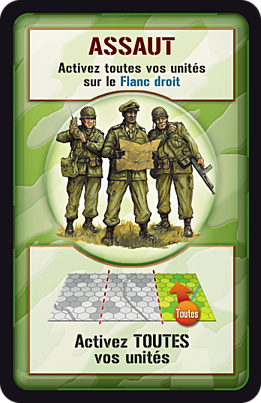 ASSAUT
Activez toutes vos unités
sur le Flanc droit
Toutes
Activez TOUTES
vos unités